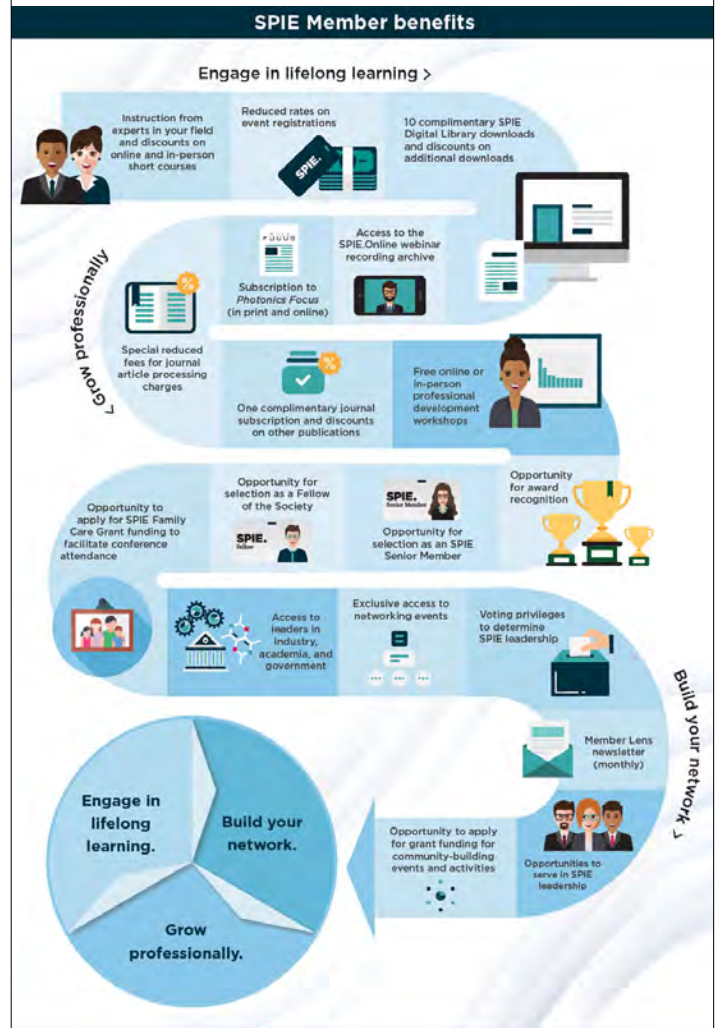 SPIE Member benefits
Engage in lifelong learning >
Instruction from
experts in your field
and discounts on
online and in-person
short courses
Reduced rates on
event registrations
SPIE.
10 complimentary SPIE
Digital Library downloads
and discounts on
additional downloads
Access to the
SPIE.Online webinar
recording archive
FOCUS
Subscription to
Photonics Focus
(in print and online)
%
Special reduced
fees for journal
article processing
charges
Grow professionally >
%
One complimentary journal
subscription and discounts
on other publications
Free online or
in-person
professional
development
workshops
Opportunity
for award
recognition
SPIE.
Senior Member
Opportunity for
selection as an SPIE
Senior Member
Opportunity for
selection as a Fellow
of the Society
SPIE.
Fellow
Opportunity to
apply for SPIE Family
Care Grant funding to
facilitate conference
attendance
Access to
leaders in
industry,
academia, and
government
Exclusive access to
networking events
Voting privileges
to determine
SPIE leadership
Build your network >
Member Lens
newsletter
(monthly)
Opportunities to
serve in SPIE
leadership
Opportunity to apply
for grant funding for
community-building
events and activities
Engage in
lifelong
learning.
Build your
network.
Grow
professionally.